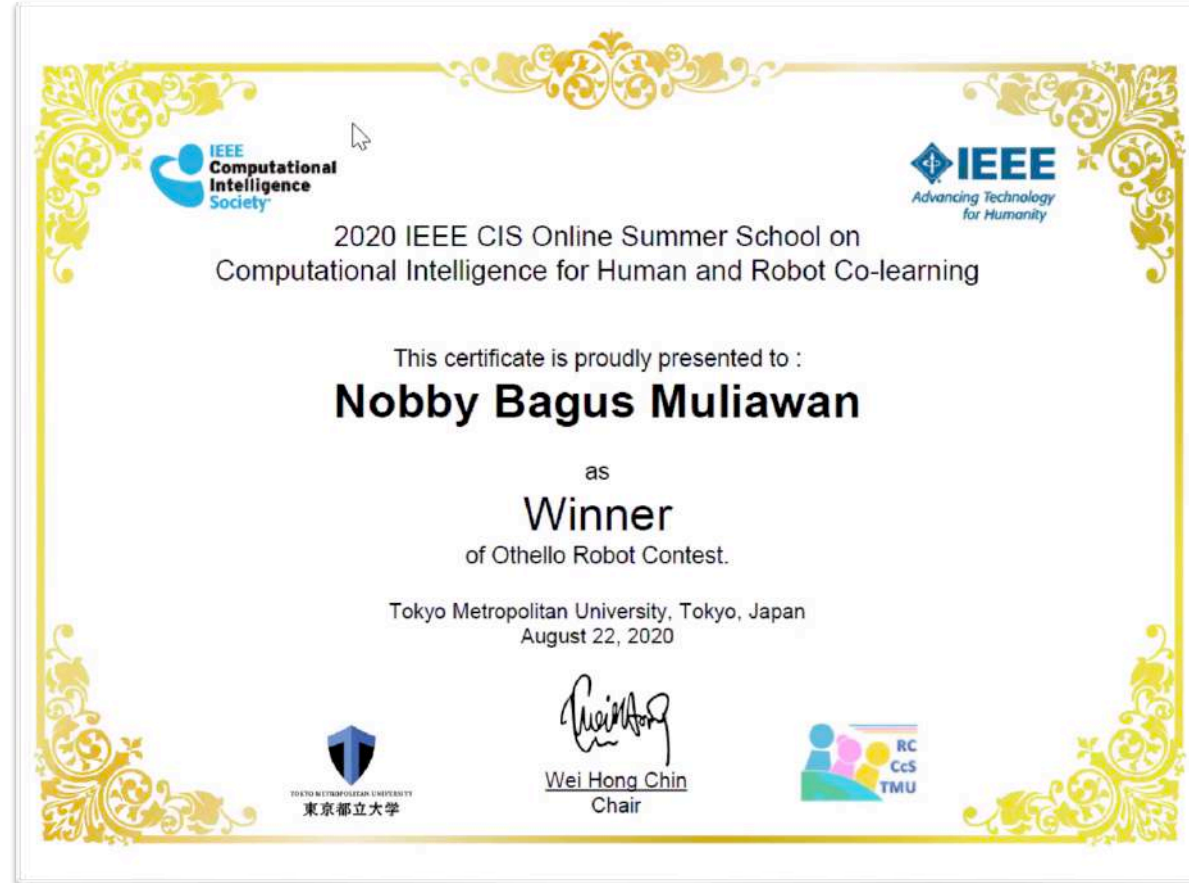 IEEE
Computational
Intelligence
Society
IEEE
Advancing Technology
for Humanity
2020 IEEE CIS Online Summer School on
Computational Intelligence for Human and Robot Co-learning
This certificate is proudly presented to :
Nobby Bagus Muliawan
as
Winner
of Othello Robot Contest.
Tokyo Metropolitan University, Tokyo, Japan
August 22, 2020
Wei Hong Chin
Chair
TOKYO METROPOLITAN UNIVERSITY
東京都立大学
RC
CcS
TMU